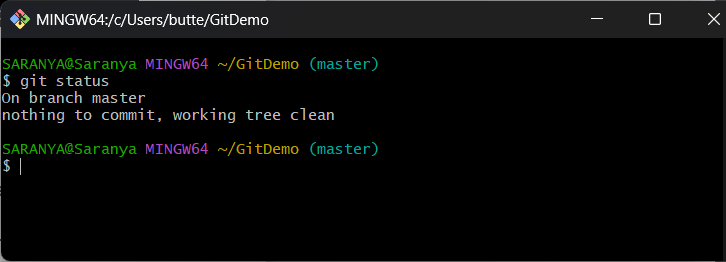 MINGW64:/c/Users/butte/GitDemo
SARANYA@Saranya MINGW64 ~/GitDemo (master)
$ git status
On branch master
nothing to commit, working tree clean
SARANYA@Saranya MINGW64 ~/GitDemo (master)
$